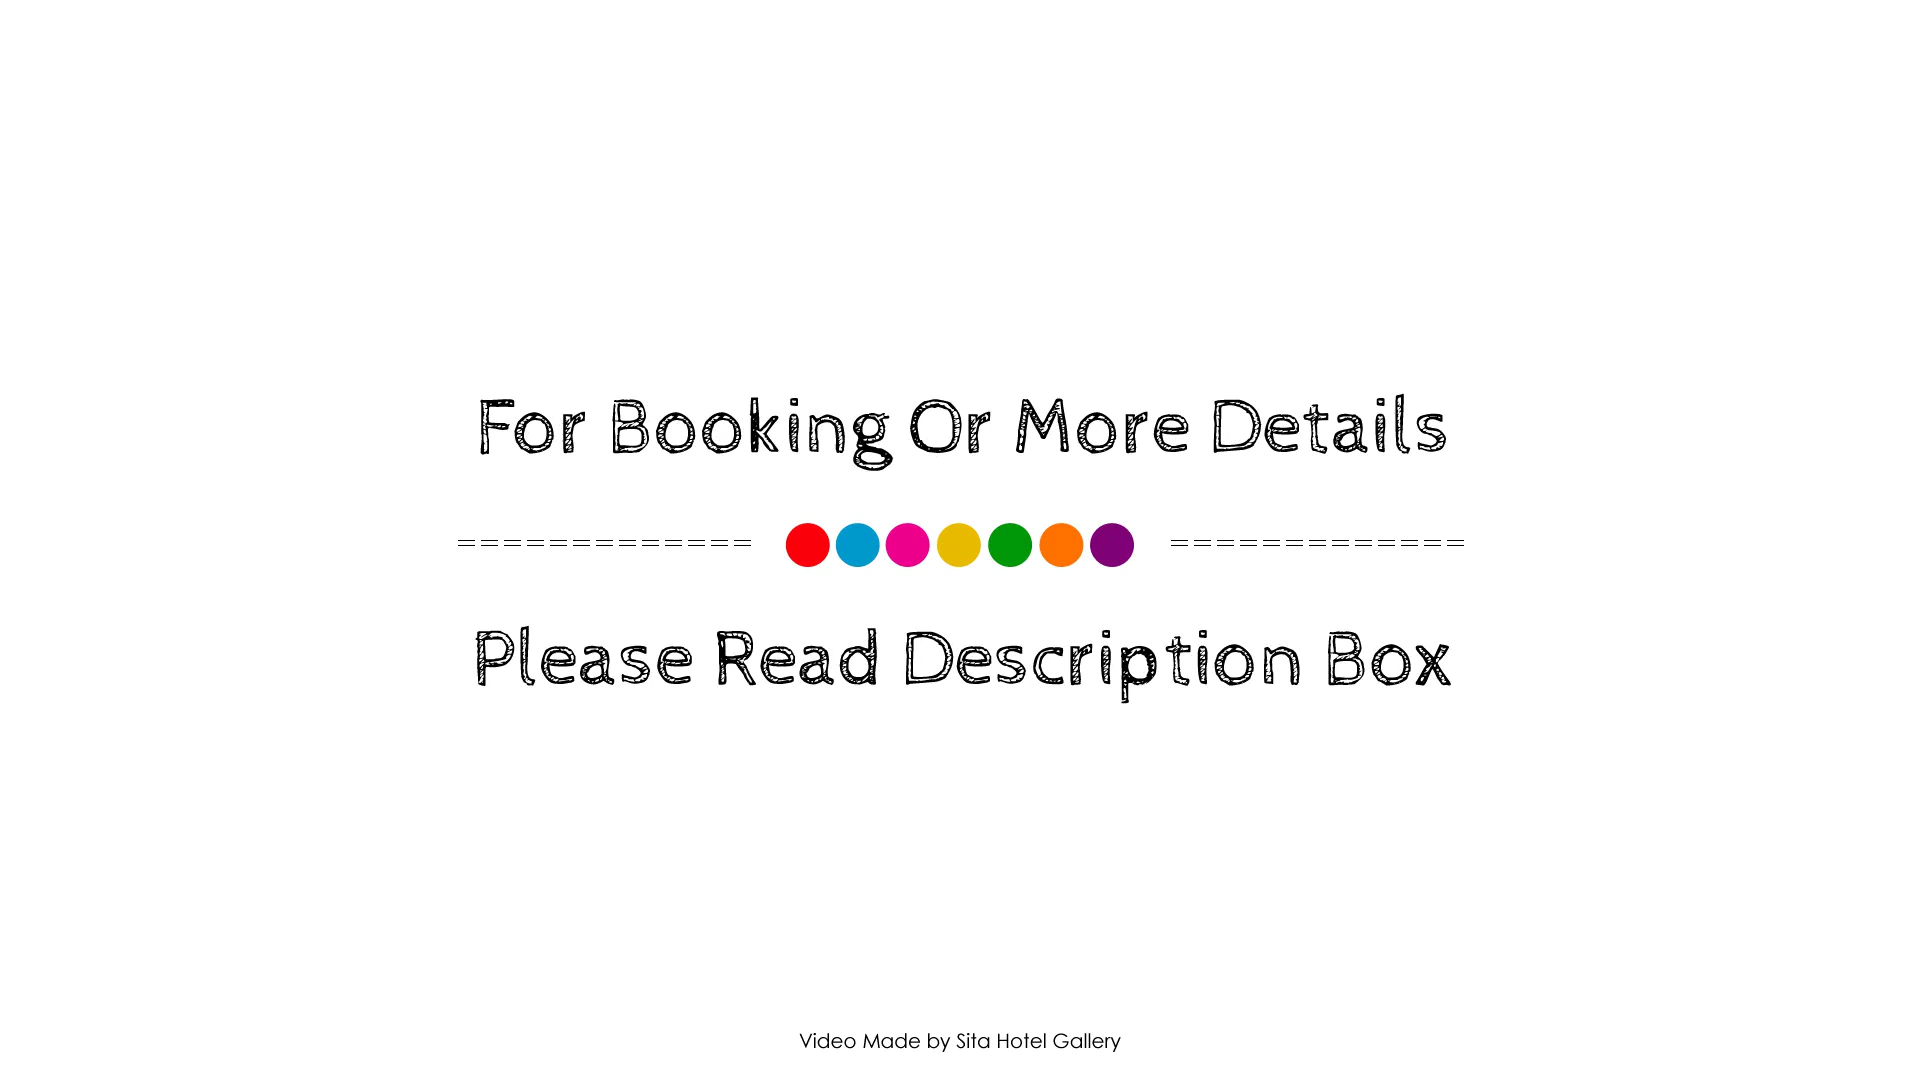 For Booking Or More Details
============= =============
Please Read Description Box
Video Made by Sita Hotel Gallery